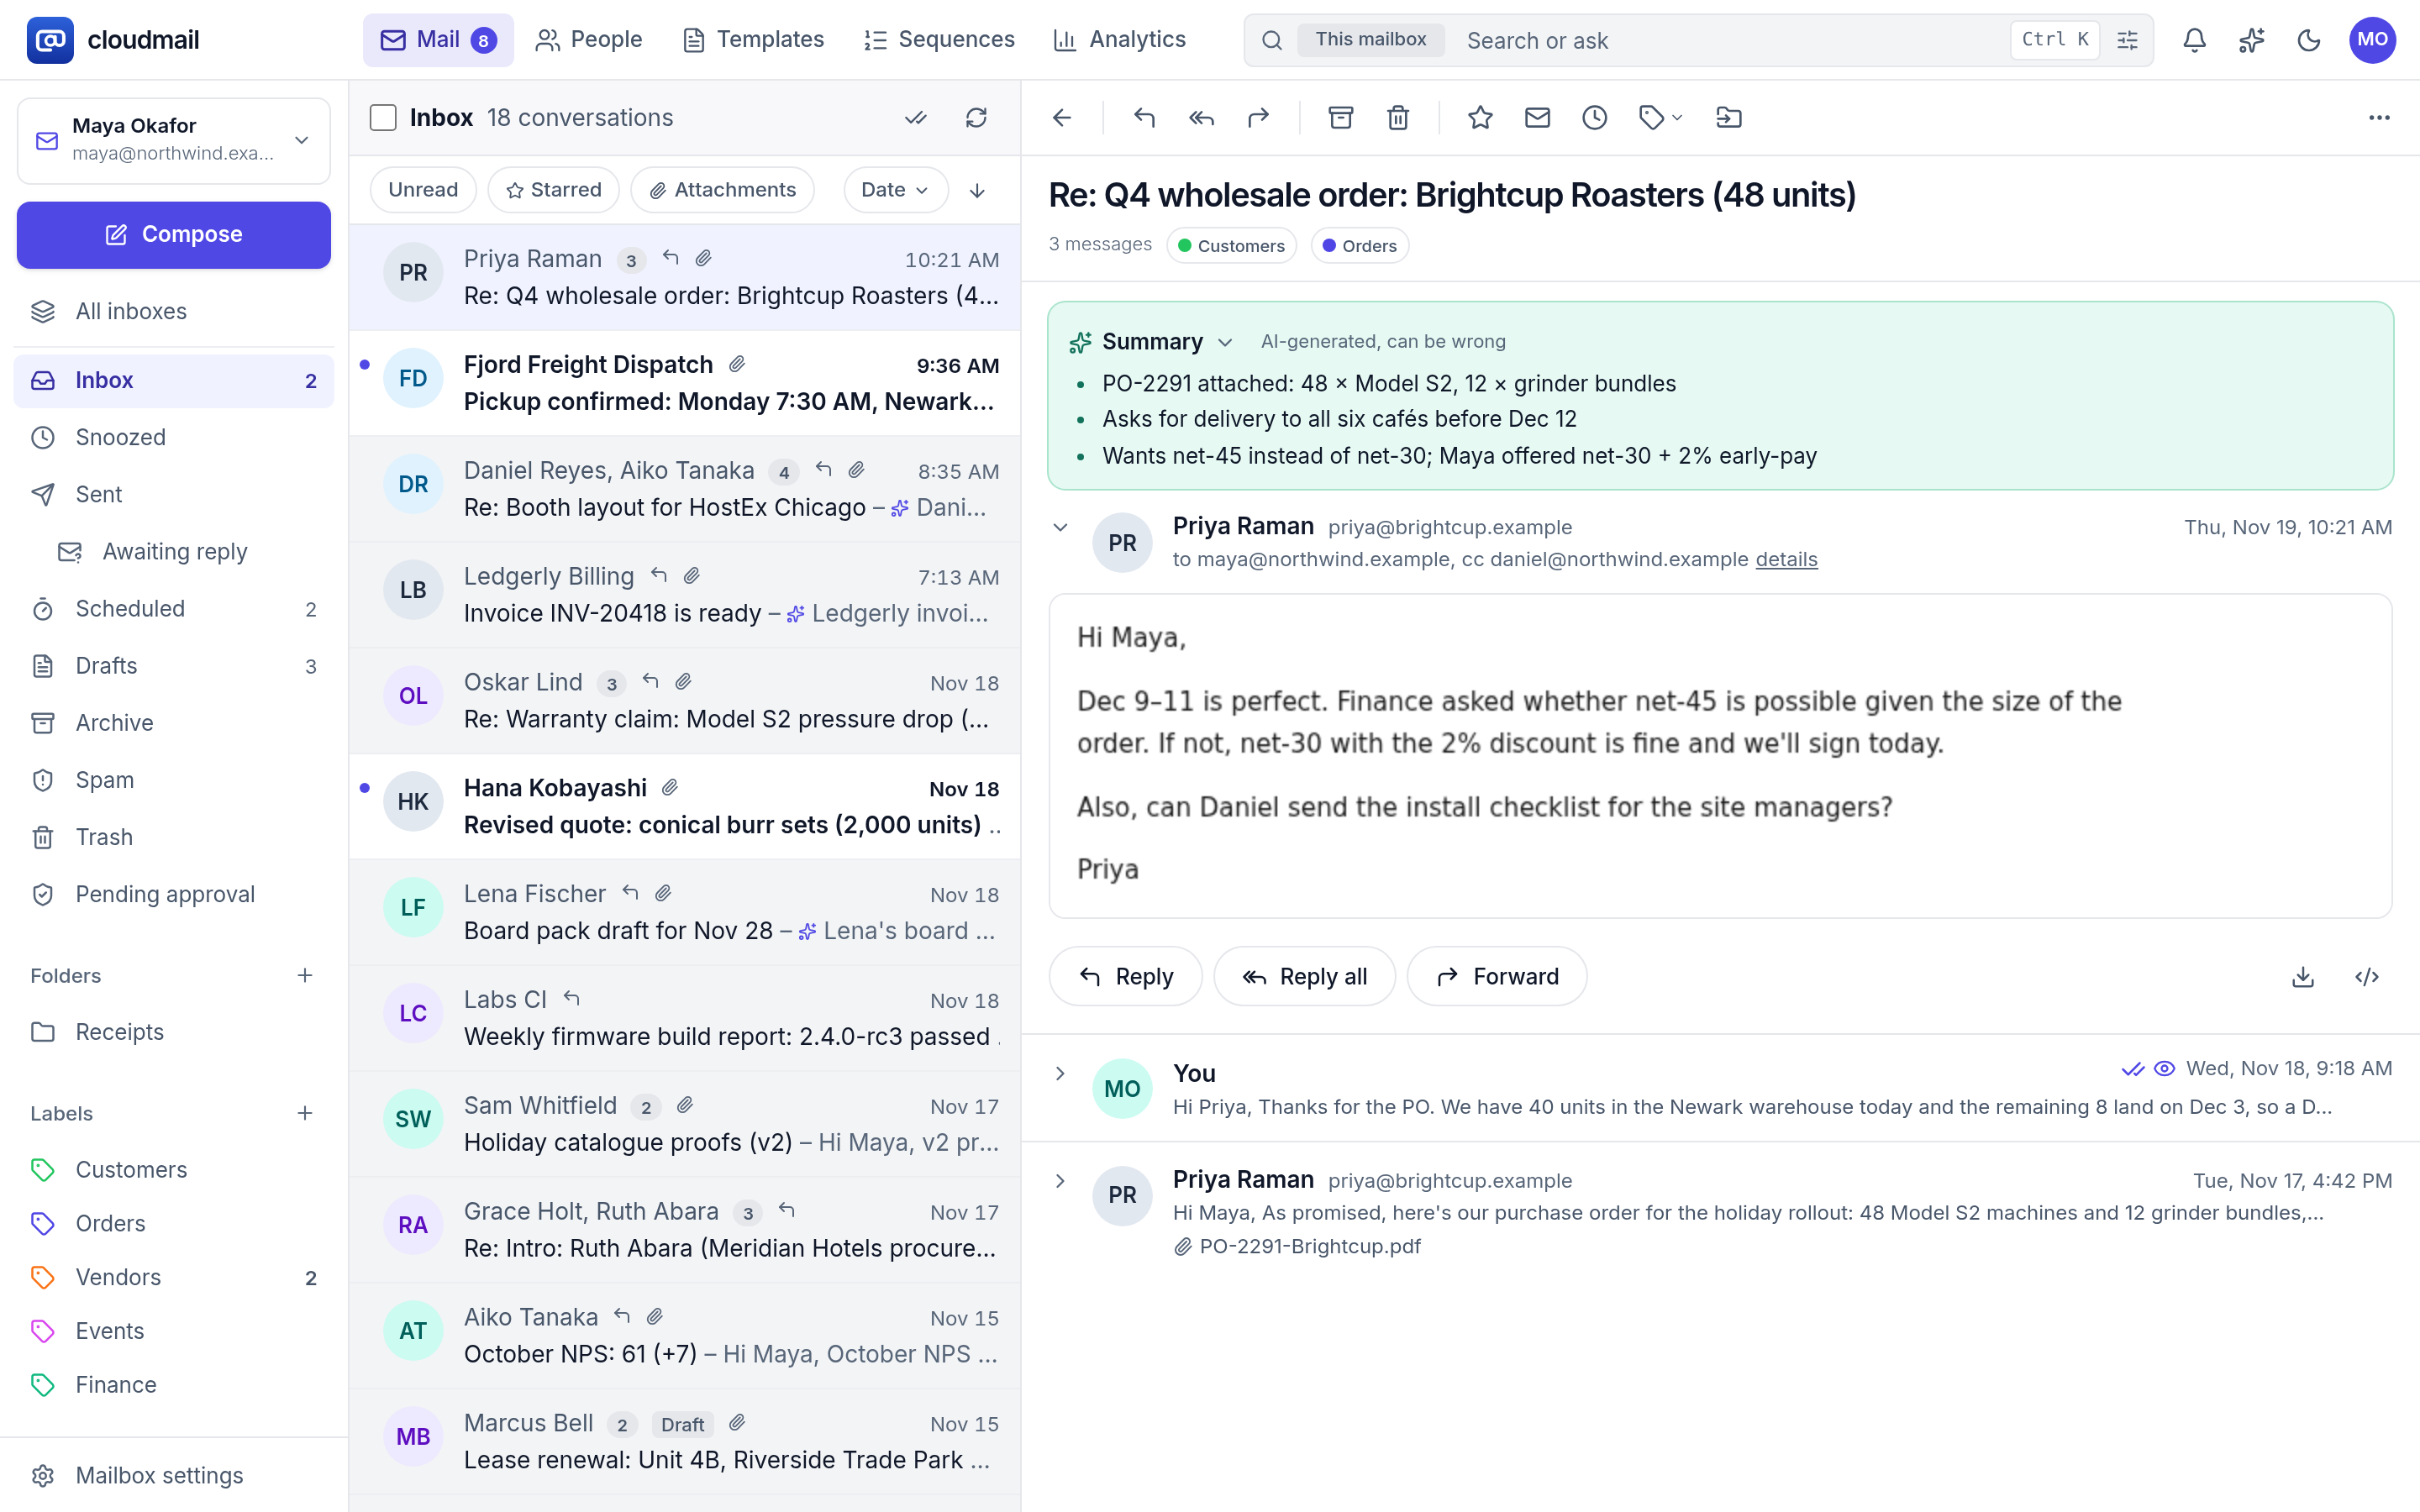 cloudmail
Mail 8
People
Templates
Sequences
Analytics
This mailbox
Search or ask
Ctrl K
MO
Maya Okafor
maya@northwind.exa...
Compose
All inboxes
Inbox 2
Snoozed
Sent
Awaiting reply
Scheduled 2
Drafts 3
Archive
Spam
Trash
Pending approval
Folders
Receipts
Labels
Customers
Orders
Vendors 2
Events
Finance
Mailbox settings
Inbox 18 conversations
Unread
Starred
Attachments
Date
PR
Priya Raman 3 10:21 AM
Re: Q4 wholesale order: Brightcup Roasters (4...
FD
Fjord Freight Dispatch 9:36 AM
Pickup confirmed: Monday 7:30 AM, Newark...
DR
Daniel Reyes, Aiko Tanaka 4 8:35 AM
Re: Booth layout for HostEx Chicago – Dani...
LB
Ledgerly Billing 7:13 AM
Invoice INV-20418 is ready – Ledgerly invoi...
OL
Oskar Lind 3 Nov 18
Re: Warranty claim: Model S2 pressure drop (...
HK
Hana Kobayashi Nov 18
Revised quote: conical burr sets (2,000 units) ..
LF
Lena Fischer Nov 18
Board pack draft for Nov 28 – Lena's board ...
LC
Labs CI Nov 18
Weekly firmware build report: 2.4.0-rc3 passed .
SW
Sam Whitfield 2 Nov 17
Holiday catalogue proofs (v2) – Hi Maya, v2 pr...
RA
Grace Holt, Ruth Abara 3 Nov 17
Re: Intro: Ruth Abara (Meridian Hotels procure...
AT
Aiko Tanaka Nov 15
October NPS: 61 (+7) – Hi Maya, October NPS ...
MB
Marcus Bell 2 Draft Nov 15
Lease renewal: Unit 4B, Riverside Trade Park ...
Re: Q4 wholesale order: Brightcup Roasters (48 units)
3 messages Customers Orders
Summary AI-generated, can be wrong
• PO-2291 attached: 48 × Model S2, 12 × grinder bundles
• Asks for delivery to all six cafés before Dec 12
• Wants net-45 instead of net-30; Maya offered net-30 + 2% early-pay
PR
Priya Raman priya@brightcup.example Thu, Nov 19, 10:21 AM
to maya@northwind.example, cc daniel@northwind.example details
Hi Maya,
Dec 9–11 is perfect. Finance asked whether net-45 is possible given the size of the
order. If not, net-30 with the 2% discount is fine and we'll sign today.
Also, can Daniel send the install checklist for the site managers?
Priya
Reply
Reply all
Forward
MO
You Wed, Nov 18, 9:18 AM
Hi Priya, Thanks for the PO. We have 40 units in the Newark warehouse today and the remaining 8 land on Dec 3, so a D...
PR
Priya Raman priya@brightcup.example Tue, Nov 17, 4:42 PM
Hi Maya, As promised, here's our purchase order for the holiday rollout: 48 Model S2 machines and 12 grinder bundles,...
PO-2291-Brightcup.pdf